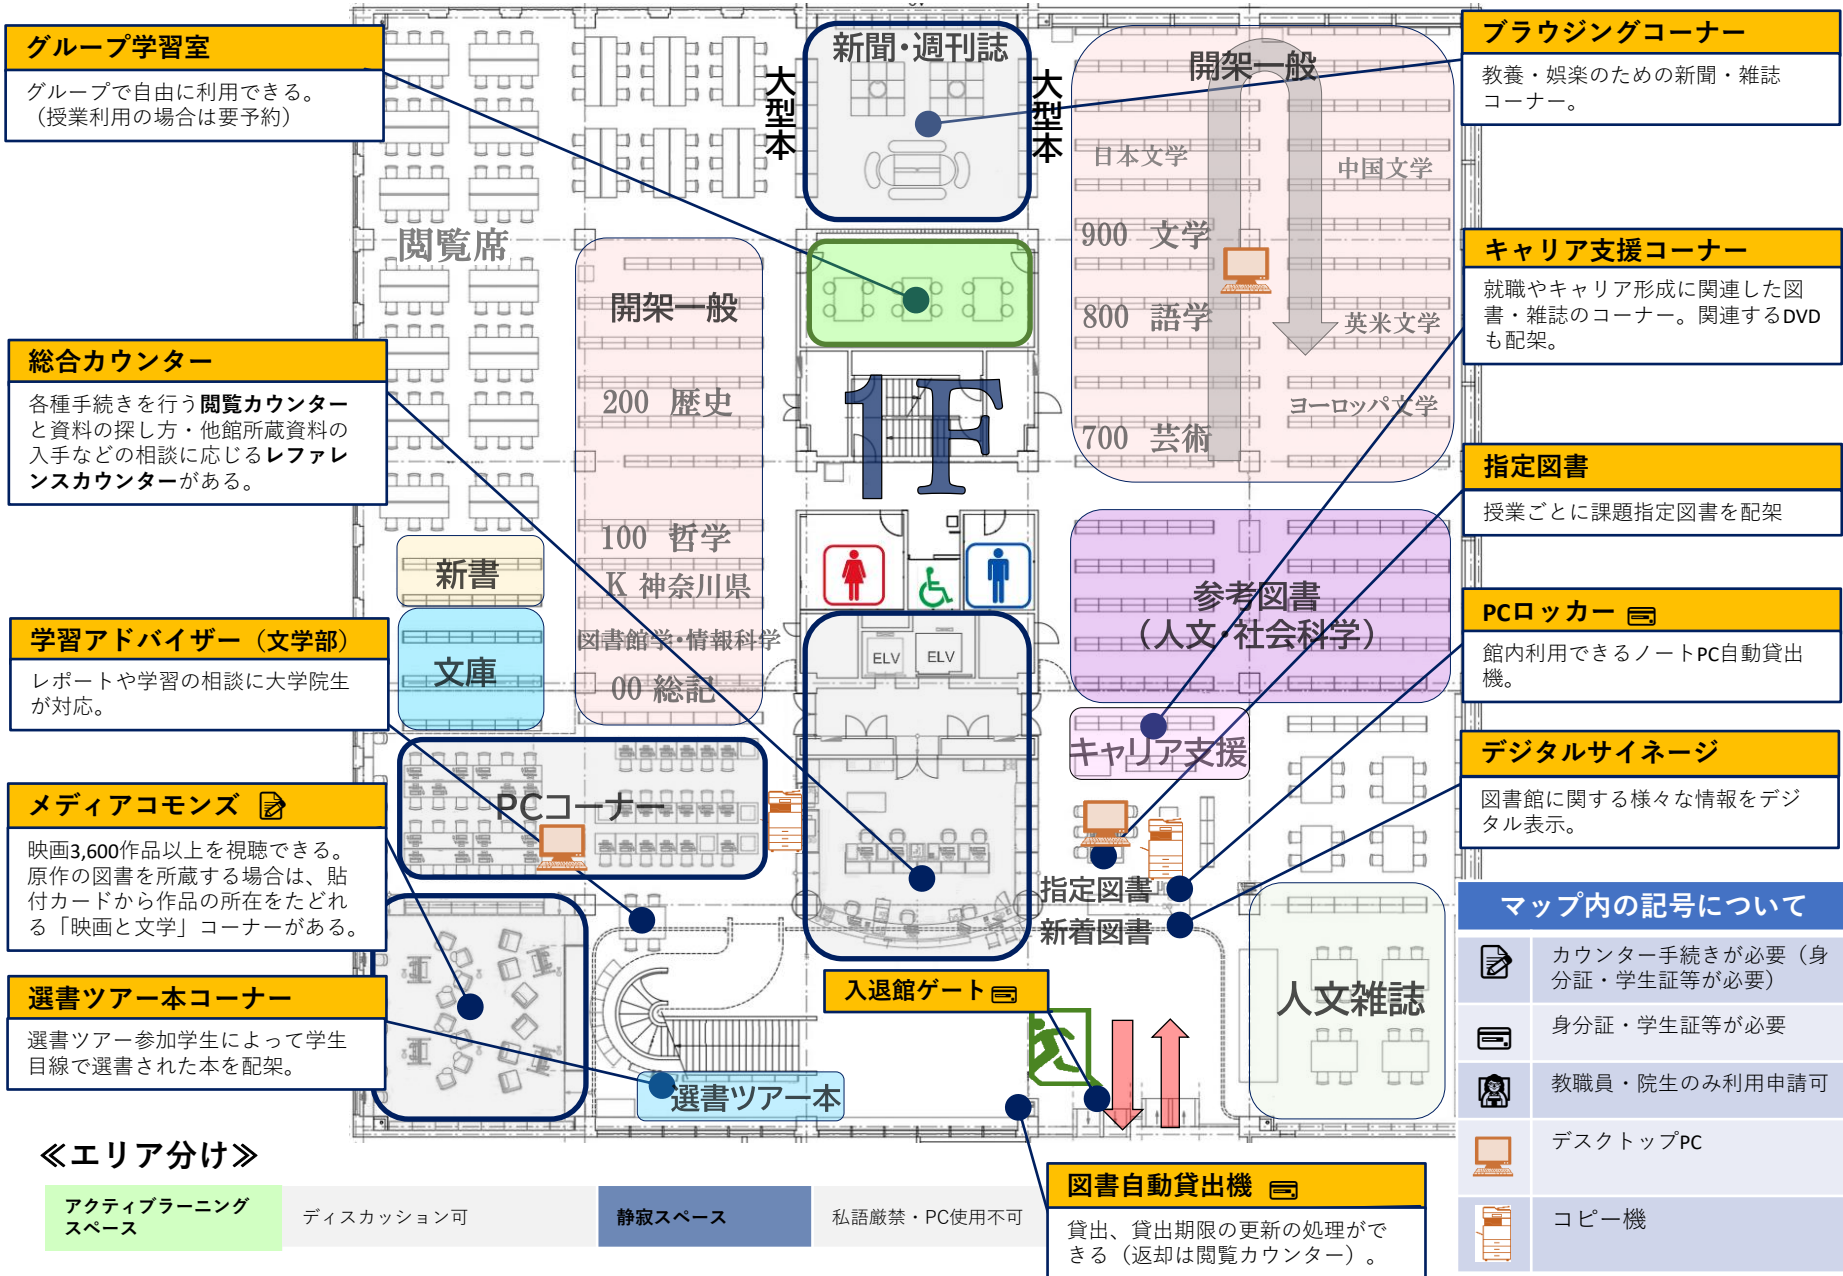 グループ学習室
グループで自由に利用できる。
（授業利用の場合は要予約）
総合カウンター
各種手続きを行う閲覧カウンター
と資料の探し方・他館所蔵資料の
入手などの相談に応じるレファレ
ンスカウンターがある。
学習アドバイザー（文学部）
レポートや学習の相談に大学院生
が対応。
メディアコモンズ
映画3,600作品以上を視聴できる。
原作の図書を所蔵する場合は、貼
付カードから作品の所在をたどれ
る「映画と文学」コーナーがある。
選書ツアー本コーナー
選書ツアー参加学生によって学生
目線で選書された本を配架。
新聞・週刊誌
大型本
大型本
閲覧席
開架一般
200 歴史
100 哲学
K 神奈川県
図書館学・情報科学
00 総記
新書
文庫
PCコーナー
1F
ELV
ELV
開架一般
日本文学
中国文学
900 文学
800 語学
英米文学
ヨーロッパ文学
700 芸術
参考図書
（人文・社会科学）
キャリア支援
指定図書
新着図書
人文雑誌
選書ツアー本
入退館ゲート
ブラウジングコーナー
教養・娯楽のための新聞・雑誌
コーナー。
キャリア支援コーナー
就職やキャリア形成に関連した図
書・雑誌のコーナー。関連するDVD
も配架。
指定図書
授業ごとに課題指定図書を配架
PCロッカー
館内利用できるノートPC自動貸出
機。
デジタルサイネージ
図書館に関する様々な情報をデジ
タル表示。
マップ内の記号について
カウンター手続きが必要（身
分証・学生証等が必要）
身分証・学生証等が必要
教職員・院生のみ利用申請可
デスクトップPC
コピー機
図書自動貸出機
貸出、貸出期限の更新の処理がで
きる（返却は閲覧カウンター）。
≪エリア分け≫
アクティブラーニング
スペース
ディスカッション可
静寂スペース
私語厳禁・PC使用不可